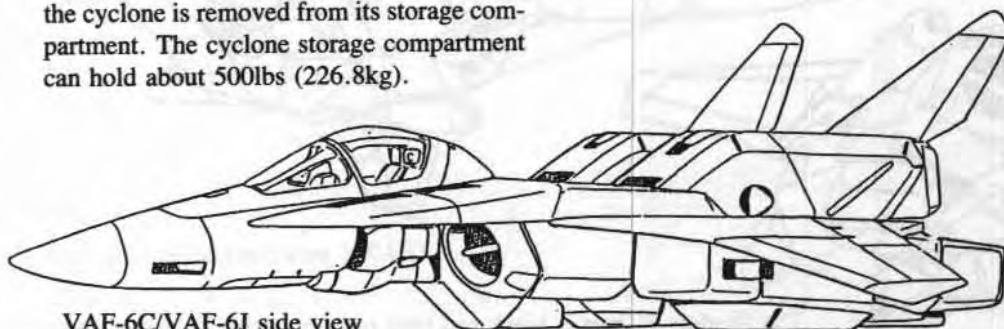 the cyclone is removed from its storage com-
partment. The cyclone storage compartment
can hold about 500lbs (226.8kg).
VAF-6C/VAF-6J side view